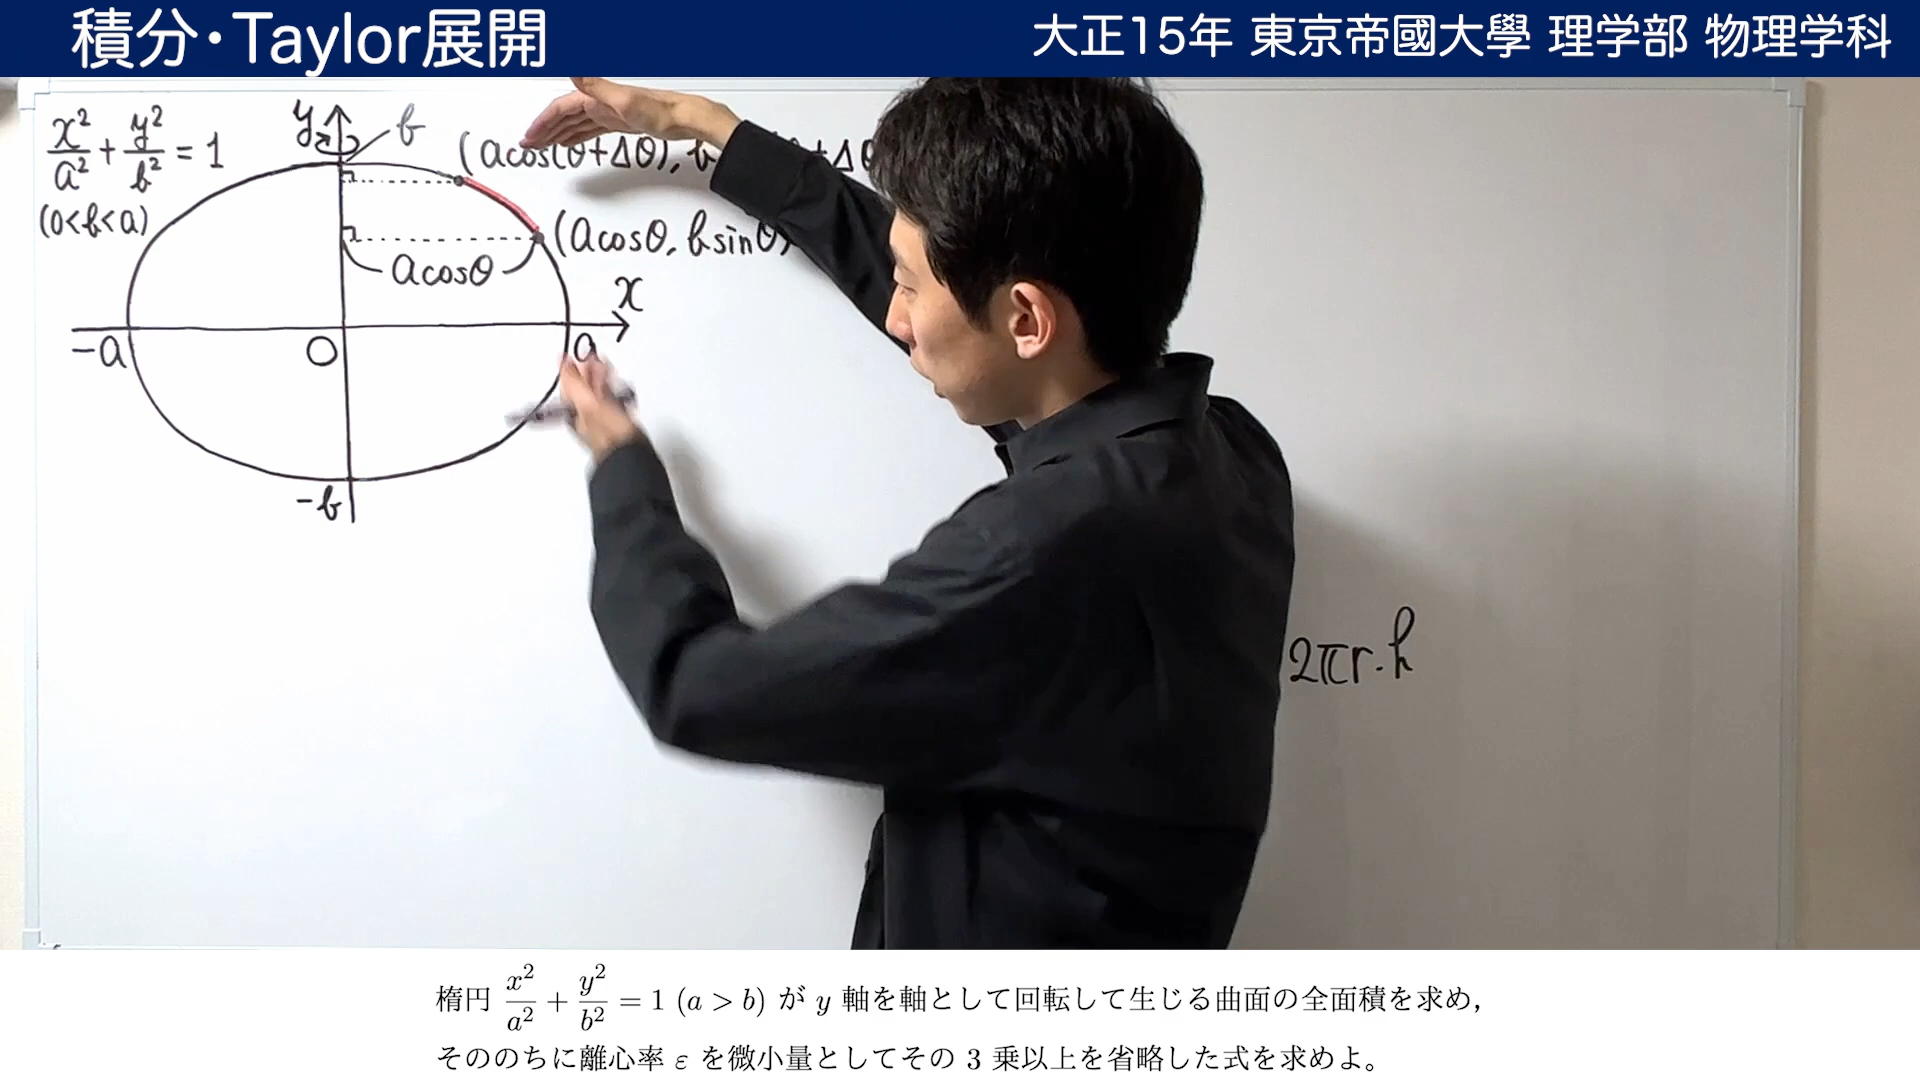 積分・Taylor展開
大正15年 東京帝國大學 理学部 物理学科
x²/a² + y²/b² = 1
(0<b<a)
y
b
(acos(θ+Δθ), b +Δθ
(acosθ, bsinθ)
acosθ
x
-a
O
a
-b
2πr·h
楕円 x²/a² + y²/b² = 1 (a > b) が y 軸を軸として回転して生じる曲面の全面積を求め，
そののちに離心率 ε を微小量としてその 3 乗以上を省略した式を求めよ。